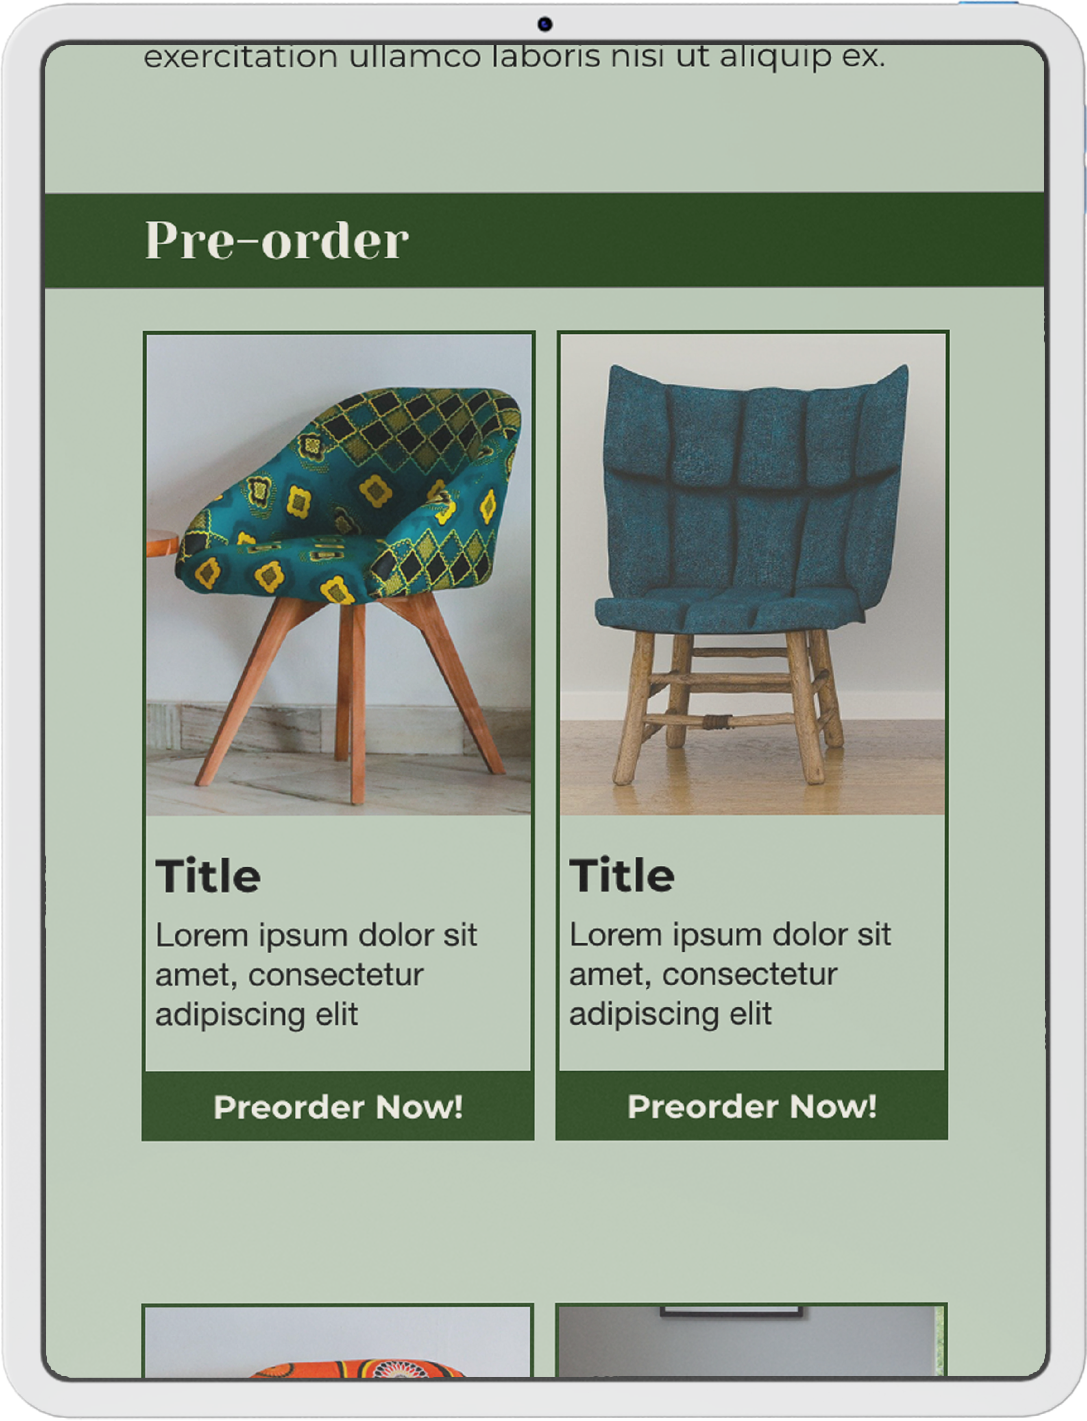 exercitation ullamco laboris nisi ut aliquip ex.
Pre-order
Title
Lorem ipsum dolor sit
amet, consectetur
adipiscing elit
Preorder Now!
Title
Lorem ipsum dolor sit
amet, consectetur
adipiscing elit
Preorder Now!